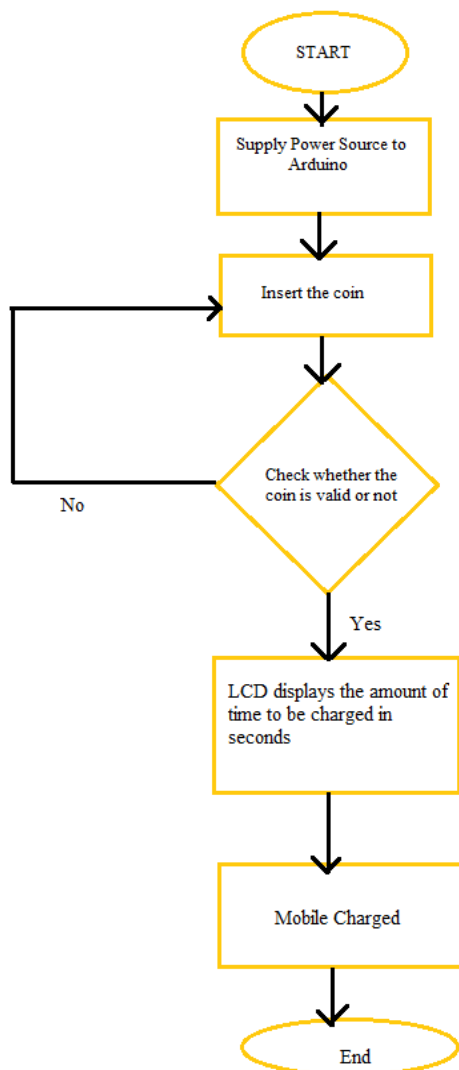 START
Supply Power Source to
Arduino
Insert the coin
Check whether the
coin is valid or not
No
Yes
LCD displays the amount of
time to be charged in
seconds
Mobile Charged
End